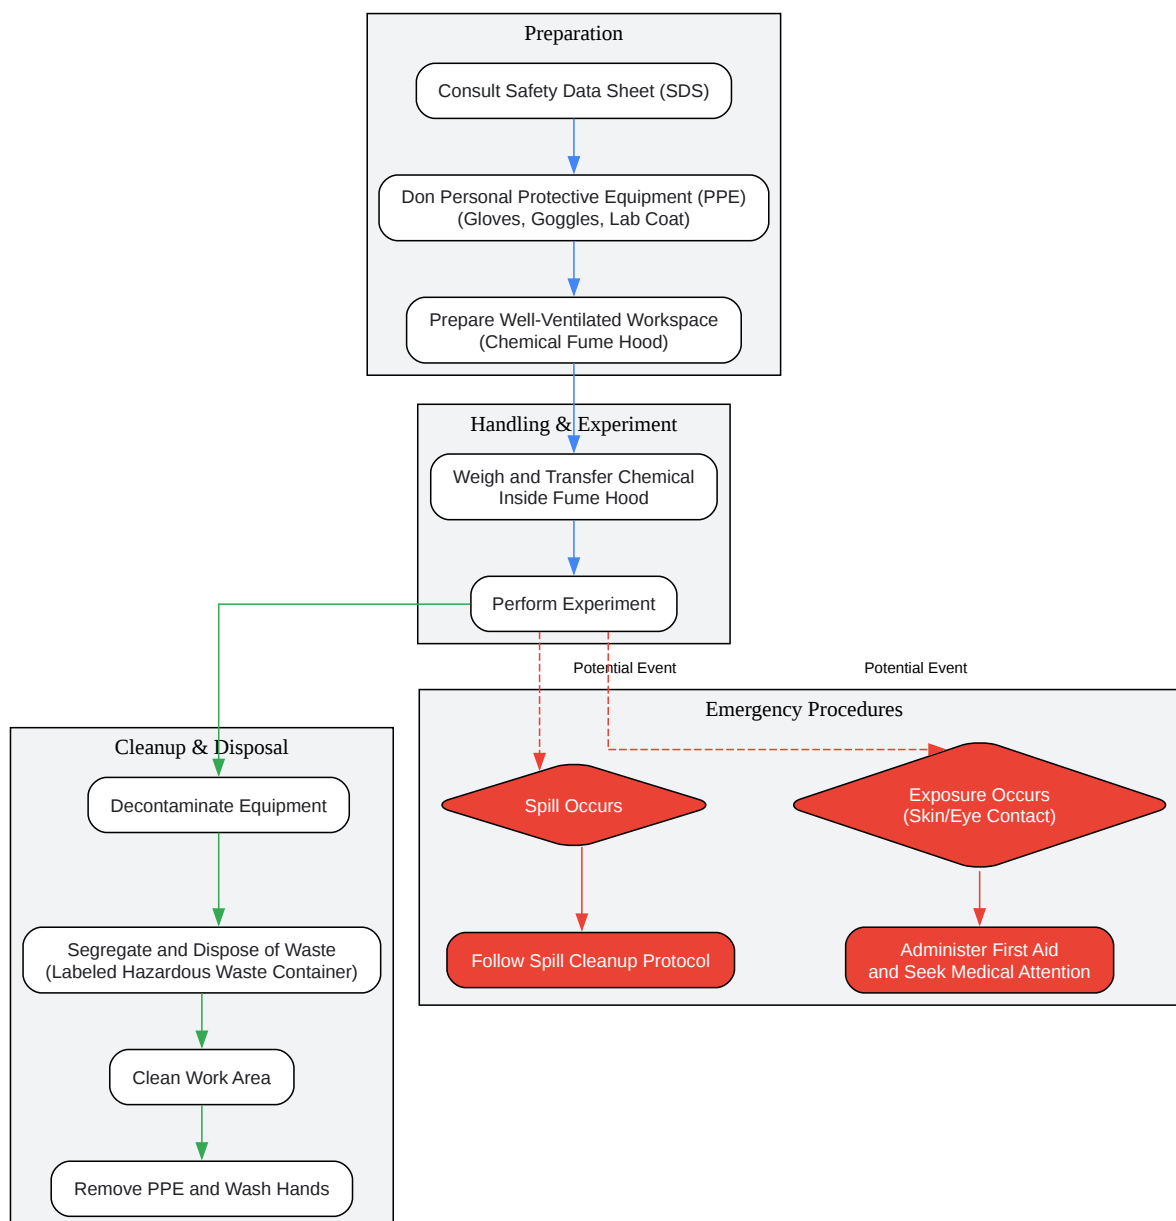 Preparation
Consult Safety Data Sheet (SDS)
Don Personal Protective Equipment (PPE)
(Gloves, Goggles, Lab Coat)
Prepare Well-Ventilated Workspace
(Chemical Fume Hood)
Handling & Experiment
Weigh and Transfer Chemical
Inside Fume Hood
Perform Experiment
Potential Event
Potential Event
Emergency Procedures
Spill Occurs
Exposure Occurs
(Skin/Eye Contact)
Follow Spill Cleanup Protocol
Administer First Aid
and Seek Medical Attention
Cleanup & Disposal
Decontaminate Equipment
Segregate and Dispose of Waste
(Labeled Hazardous Waste Container)
Clean Work Area
Remove PPE and Wash Hands